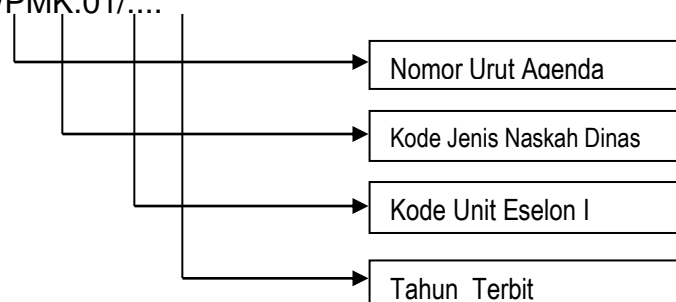 /PMK.01/....
Nomor Urut Agenda
Kode Jenis Naskah Dinas
Kode Unit Eselon I
Tahun Terbit